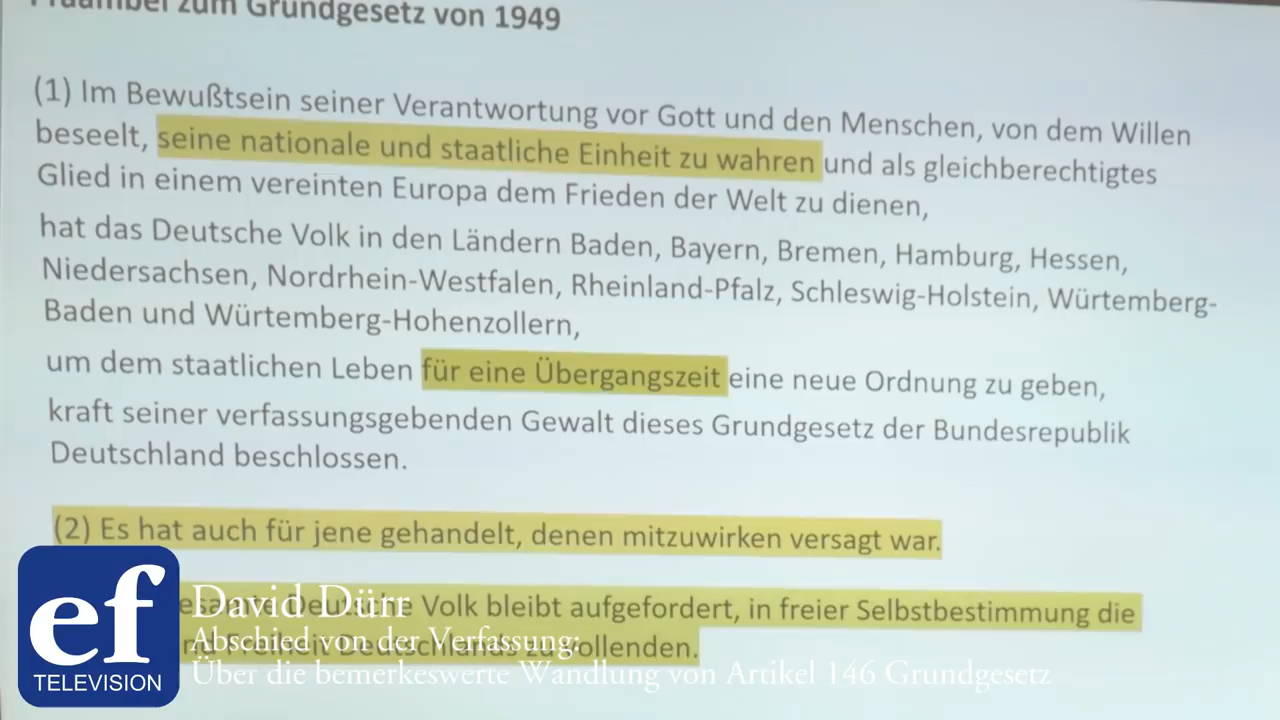 zum Grundgesetz von 1949
(1) Im Bewußtsein seiner Verantwortung vor Gott und den Menschen, von dem Willen
beseelt, seine nationale und staatliche Einheit zu wahren und als gleichberechtigtes
Glied in einem vereinten Europa dem Frieden der Welt zu dienen,
hat das Deutsche Volk in den Ländern Baden, Bayern, Bremen, Hamburg, Hessen,
Niedersachsen, Nordrhein-Westfalen, Rheinland-Pfalz, Schleswig-Holstein, Würtemberg-
Baden und Würtemberg-Hohenzollern,
um dem staatlichen Leben für eine Übergangszeit eine neue Ordnung zu geben,
kraft seiner verfassungsgebenden Gewalt dieses Grundgesetz der Bundesrepublik
Deutschland beschlossen.
(2) Es hat auch für jene gehandelt, denen mitzuwirken versagt war.
Deutsche Volk bleibt aufgefordert, in freier Selbstbestimmung die
Deutschlands zu vollenden.
ef
TELEVISION
David Dürr
Abschied von der Verfassung:
Über die bemerkeswerte Wandlung von Artikel 146 Grundgesetz